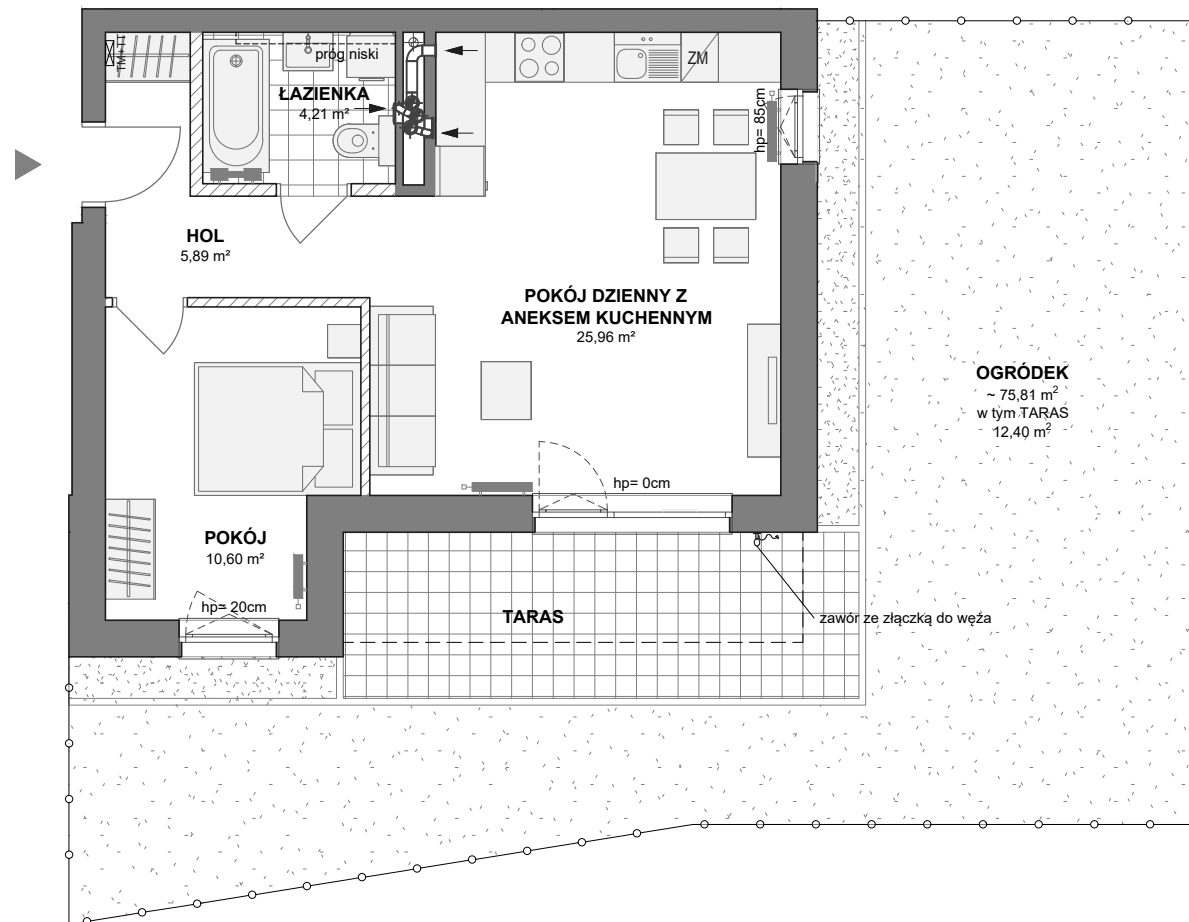 TM+T1
próg niski
ZM
ŁAZIENKA
4,21 m²
hp= 85cm
HOL
5,89 m²
POKÓJ DZIENNY Z
ANEKSEM KUCHENNYM
25,96 m²
OGRÓDEK
~ 75,81 m²
w tym TARAS
12,40 m²
hp= 0cm
POKÓJ
10,60 m²
hp= 20cm
TARAS
zawór ze złączką do węża